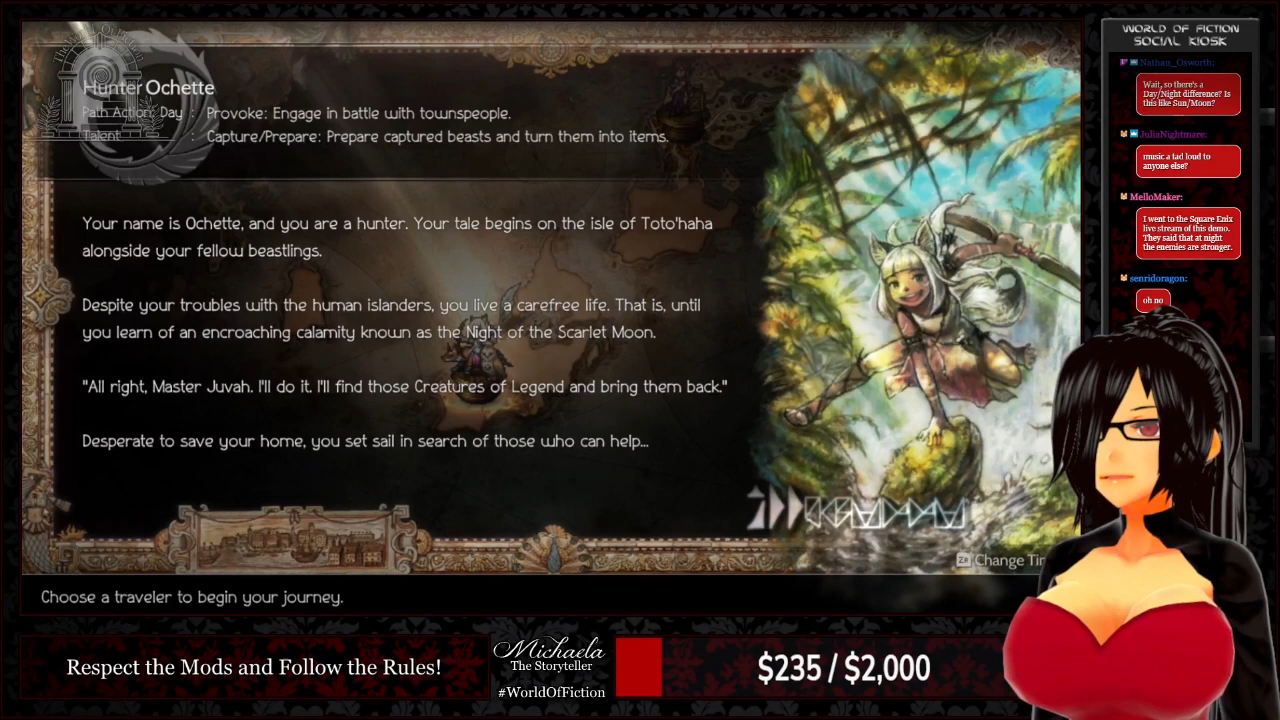 The World Of Fiction
Hunter Ochette
Path Action: Day : Provoke: Engage in battle with townspeople.
Talent : Capture/Prepare: Prepare captured beasts and turn them into items.
Your name is Ochette, and you are a hunter. Your tale begins on the isle of Toto'haha
alongside your fellow beastlings.
Despite your troubles with the human islanders, you live a carefree life. That is, until
you learn of an encroaching calamity known as the Night of the Scarlet Moon.
"All right, Master Juvah. I'll do it. I'll find those Creatures of Legend and bring them back."
Desperate to save your home, you set sail in search of those who can help...
ZR Change Tim
Choose a traveler to begin your journey.
WORLD OF FICTION
SOCIAL KIOSK
Nathan_Osworth:
Wait, so there's a
Day/Night difference? Is
this like Sun/Moon?
JuliaNightmare:
music a tad loud to
anyone else?
MelloMaker:
I went to the Square Enix
live stream of this demo.
They said that at night
the enemies are stronger.
senridoragon:
oh no
Respect the Mods and Follow the Rules!
Michaela
The Storyteller
#WorldOfFiction
$235 / $2,000